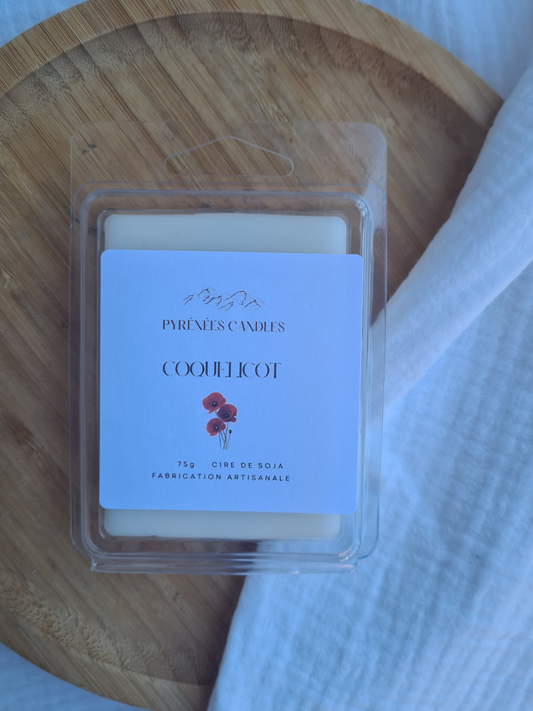 PYRÉNÉES CANDLES
COQUELICOT
75g CIRE DE SOJA
FABRICATION ARTISANALE